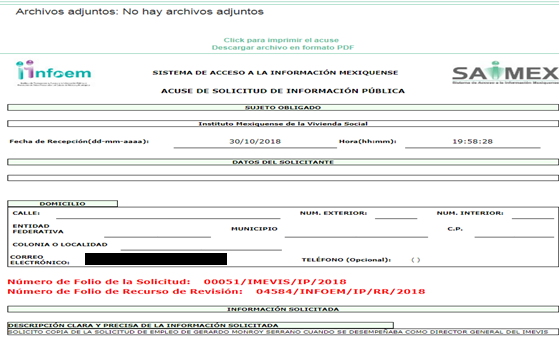 Archivos adjuntos: No hay archivos adjuntos
Click para imprimir el acuse
Descargar archivo en formato PDF
infoem
SISTEMA DE ACCESO A LA INFORMACIÓN MEXIQUENSE
SAIMEX
Sistema de Acceso a la Información Mexiquense
ACUSE DE SOLICITUD DE INFORMACIÓN PÚBLICA
SUJETO OBLIGADO
Instituto Mexiquense de la Vivienda Social
Fecha de Recepción(dd-mm-aaaa): 30/10/2018 Hora(hh:mm): 19:58:28
DATOS DEL SOLICITANTE
DOMICILIO
CALLE: NUM. EXTERIOR: NUM. INTERIOR:
ENTIDAD FEDERATIVA MUNICIPIO C.P.
COLONIA O LOCALIDAD
CORREO ELECTRÓNICO: TELÉFONO (Opcional): ( )
Número de Folio de la Solicitud: 00051/IMEVIS/IP/2018
Número de Folio de Recurso de Revisión: 04584/INFOEM/IP/RR/2018
INFORMACIÓN SOLICITADA
DESCRIPCIÓN CLARA Y PRECISA DE LA INFORMACIÓN SOLICITADA
SOLICITO COPIA DE LA SOLICITUD DE EMPLEO DE GERARDO MONROY SERRANO CUANDO SE DESEMPEÑABA COMO DIRECTOR GENERAL DEL IMEVIS